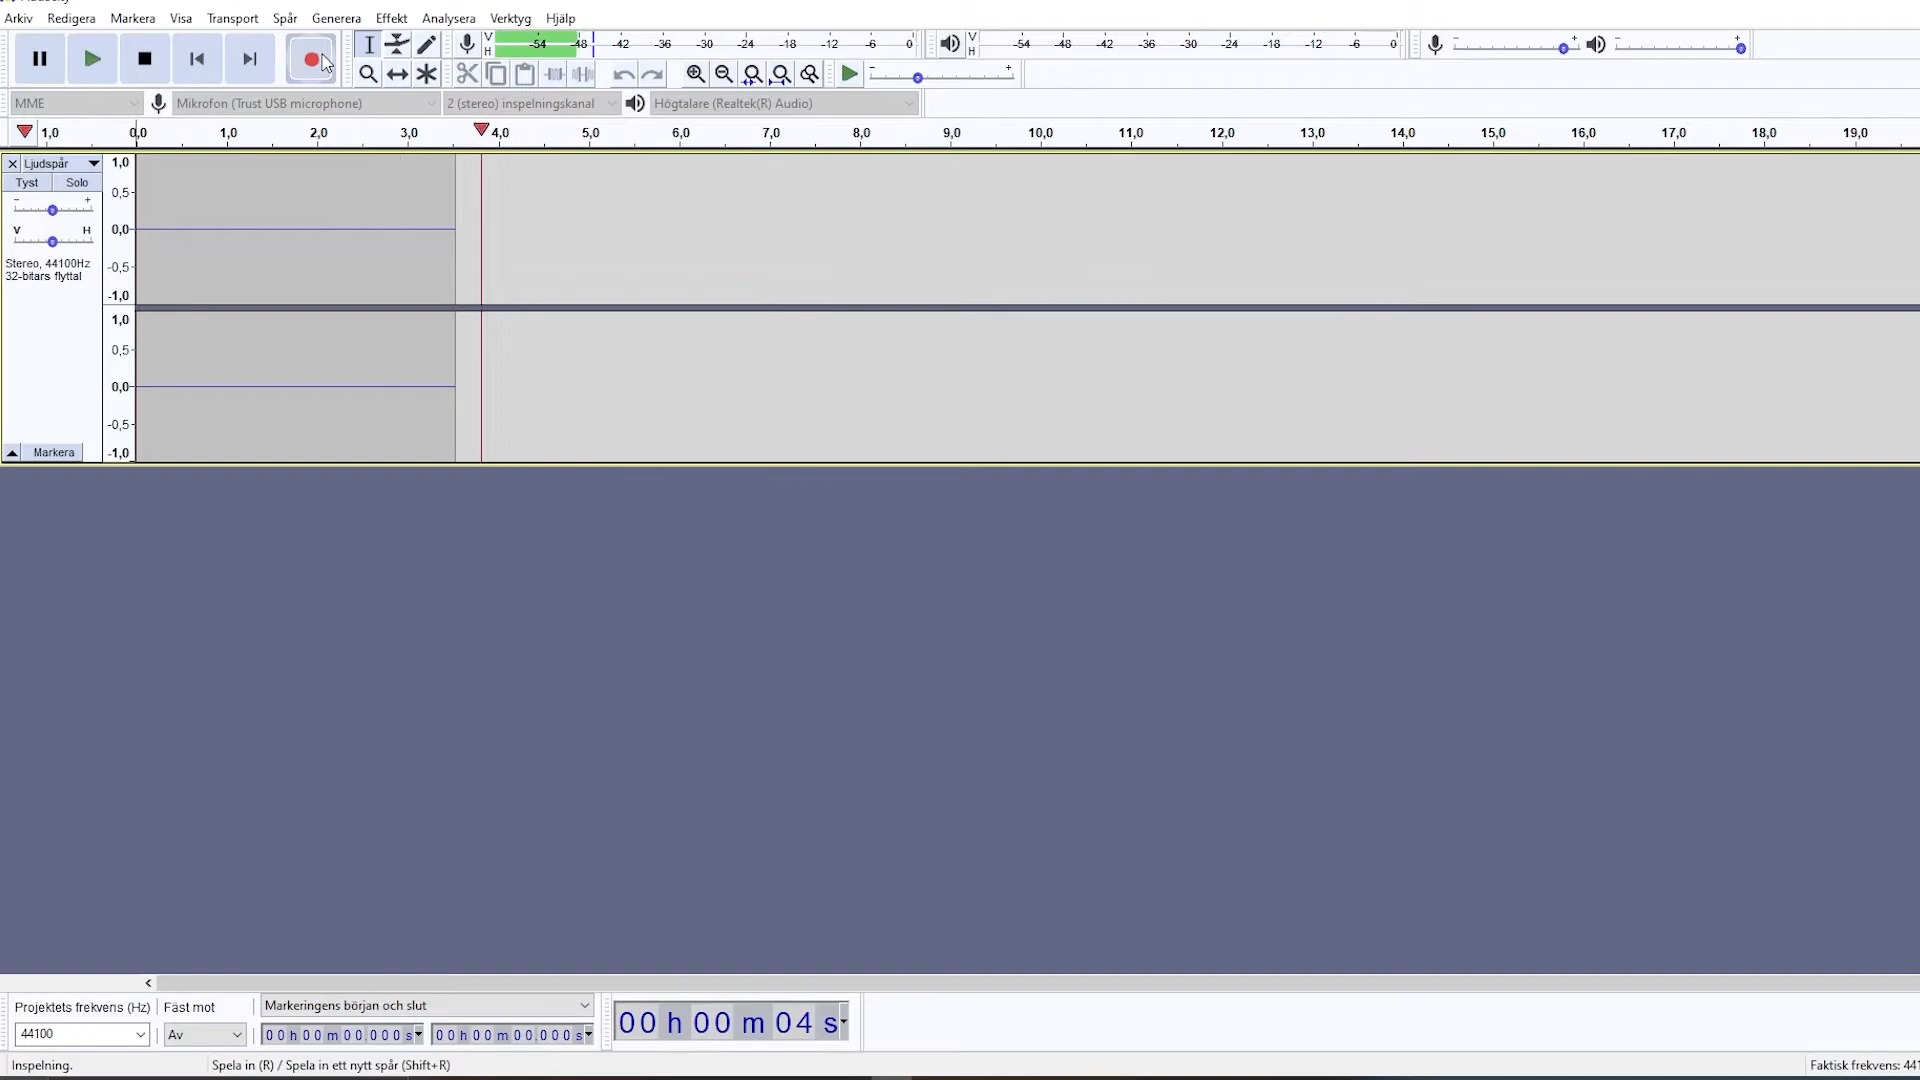 Arkiv Redigera Markera Visa Transport Spår Generera Effekt Analysera Verktyg Hjälp
V H -54 -48 -42 -36 -30 -24 -18 -12 -6 0 V H -54 -48 -42 -36 -30 -24 -18 -12 -6 0 - + - +
- +
MME Mikrofon (Trust USB microphone) 2 (stereo) inspelningskanal Högtalare (Realtek(R) Audio)
1,0 0,0 1,0 2,0 3,0 4,0 5,0 6,0 7,0 8,0 9,0 10,0 11,0 12,0 13,0 14,0 15,0 16,0 17,0 18,0 19,0
Ljudspår 1,0
Tyst Solo
0,5
- +
V H 0,0
Stereo, 44100Hz
-0,5
32-bitars flyttal
-1,0
1,0
0,5
0,0
-0,5
Markera -1,0
Projektets frekvens (Hz) Fäst mot Markeringens början och slut
44100 Av 00 h 00 m 00.000 s 00 h 00 m 00.000 s 00 h 00 m 04 s
Inspelning. Spela in (R) / Spela in ett nytt spår (Shift+R) Faktisk frekvens: 441